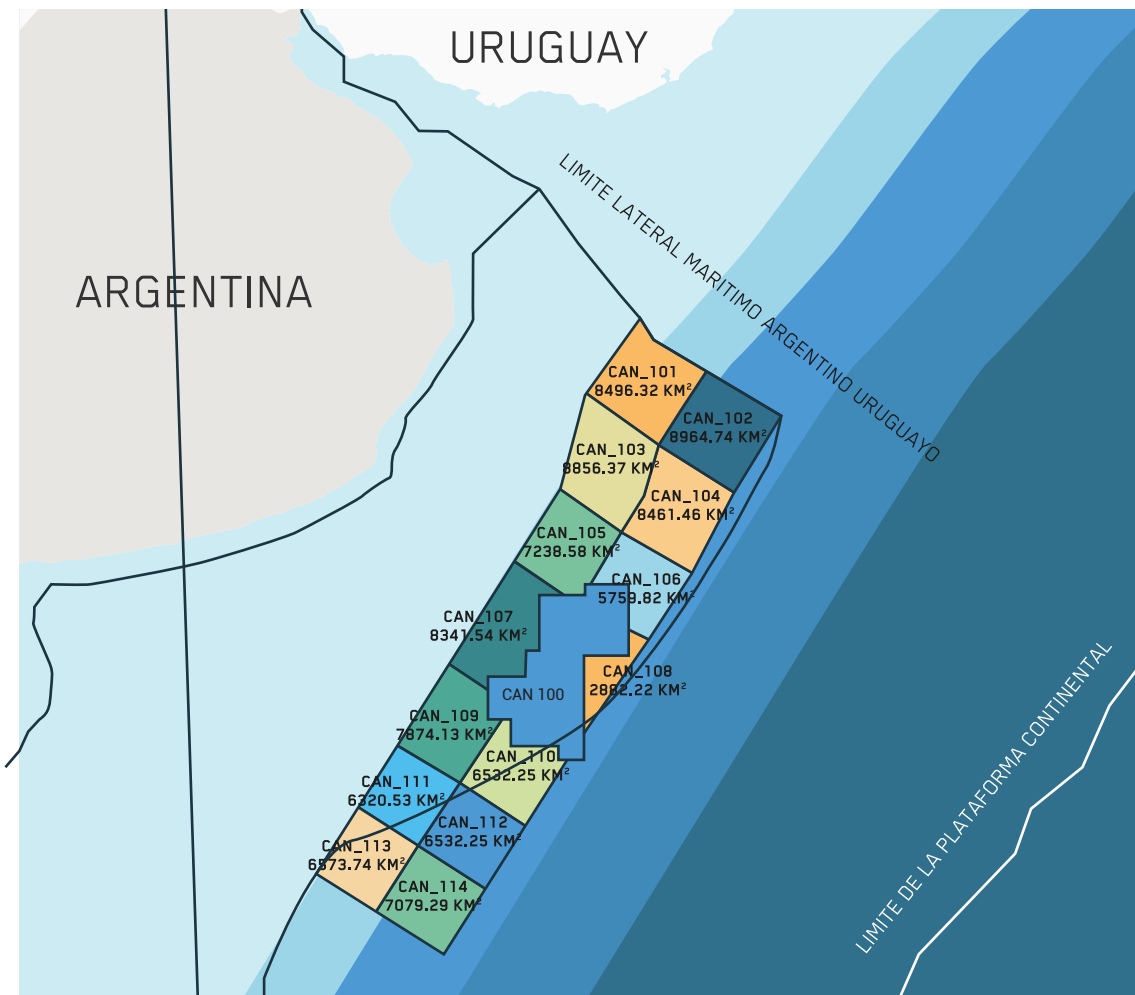 URUGUAY
ARGENTINA
LIMITE LATERAL MARITIMO ARGENTINO URUGUAYO
CAN_101
8496.32 KM²
CAN_102
8964.74 KM²
CAN_103
8856.37 KM²
CAN_104
8461.46 KM²
CAN_105
7238.58 KM²
CAN_106
5759.82 KM²
CAN_107
8341.54 KM²
CAN_108
2882.22 KM²
CAN 100
CAN_109
7874.13 KM²
CAN_110
6532.25 KM²
CAN_111
6320.53 KM²
CAN_112
6532.25 KM²
CAN_113
6573.74 KM²
CAN_114
7079.29 KM²
LIMITE DE LA PLATAFORMA CONTINENTAL